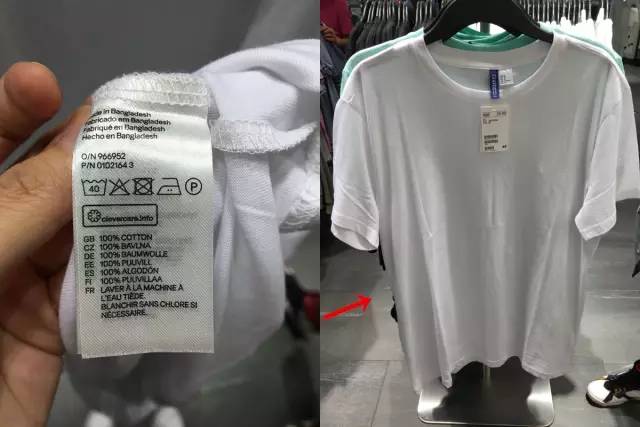 Made in Bangladesh
Fabricado em Bangladesh
Fabriqué en Bangladesh
Hecho en Bangladesh
O/N 966952
P/N 0102164 3
40
P
clevercare.info
GB 100% COTTON
CZ 100% BAVLNA
DE 100% BAUMWOLLE
EE 100% PUUVILL
ES 100% ALGODÓN
FI 100% PUUVILLAA
FR LAVER À LA MACHINE À
L'EAU TIÈDE.
BLANCHIR SANS CHLORE SI
NÉCESSAIRE.